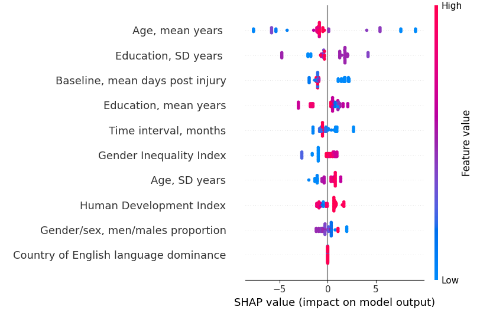 High
Age, mean years
Education, SD years
Baseline, mean days post injury
Education, mean years
Time interval, months
Gender Inequality Index
Age, SD years
Human Development Index
Gender/sex, men/males proportion
Country of English language dominance
Feature value
Low
−5 0 5
SHAP value (impact on model output)